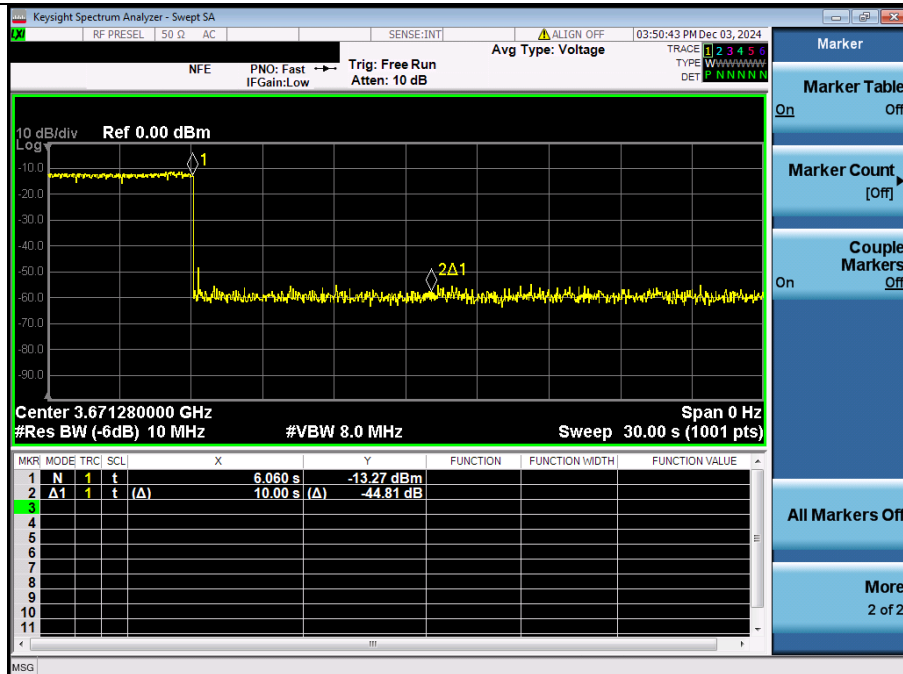 Keysight Spectrum Analyzer - Swept SA
LXI RF PRESEL 50 Ω AC SENSE:INT ALIGN OFF 03:50:43 PM Dec 03, 2024
NFE PNO: Fast Trig: Free Run Avg Type: Voltage TRACE 1 2 3 4 5 6
IFGain:Low Atten: 10 dB TYPE WWWWWW
DET P N N N N N
10 dB/div Ref 0.00 dBm
Log
1
-10.0
-20.0
-30.0
-40.0
-50.0 2Δ1
-60.0
-70.0
-80.0
-90.0
Center 3.671280000 GHz Span 0 Hz
#Res BW (-6dB) 10 MHz #VBW 8.0 MHz Sweep 30.00 s (1001 pts)
MKR MODE TRC SCL X Y FUNCTION FUNCTION WIDTH FUNCTION VALUE
1 N 1 t 6.060 s -13.27 dBm
2 Δ1 1 t (Δ) 10.00 s (Δ) -44.81 dB
3
4
5
6
7
8
9
10
11
MSG
Marker
Marker Table
On Off
Marker Count
[Off]
Couple
Markers
On Off
All Markers Off
More
2 of 2